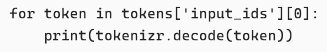 for token in tokens['input_ids'][0]:
    print(tokenizr.decode(token))